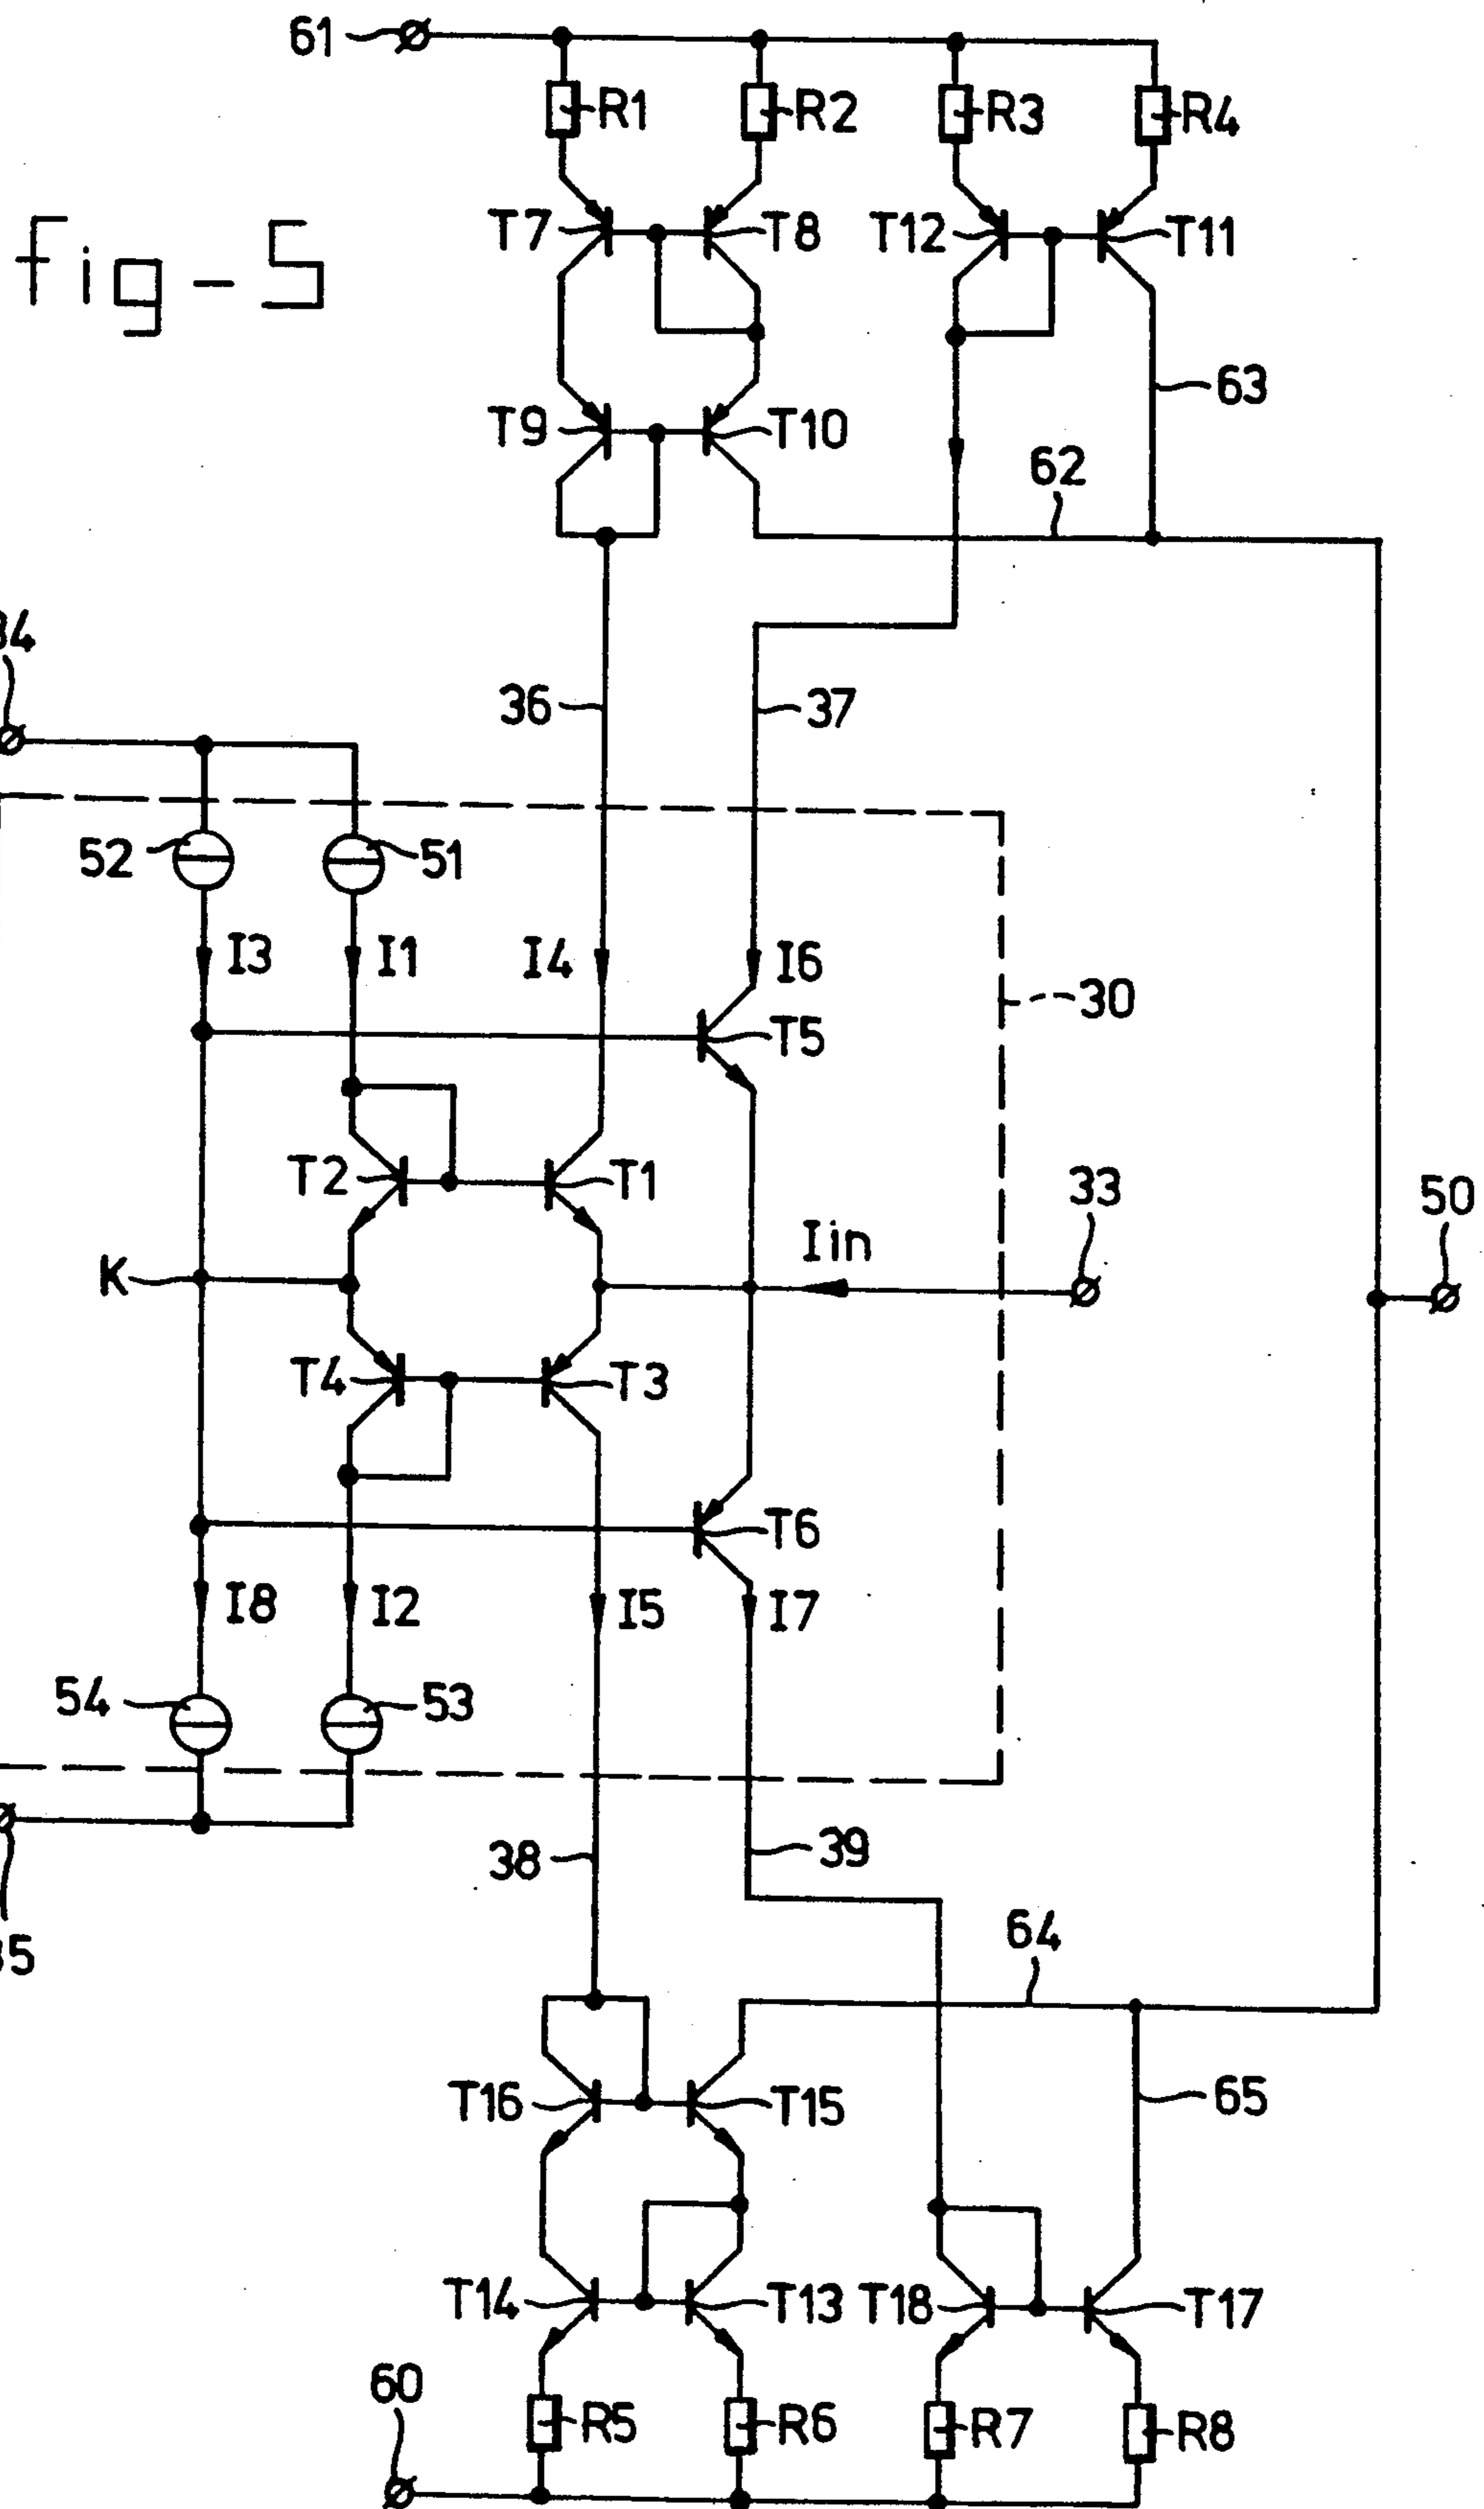 61
R1 R2 R3 R4
Fig-5
T7 T8 T12 T11
63
T9 T10
62
36 37
52 51
I3 I1 I4 I6
30
T5
T2 T1
33
50
Iin
K
T4 T3
T6
I8 I2 I5 I7
54 53
38 39
64
T16 T15
65
T14 T13 T18 T17
60
R5 R6 R7 R8